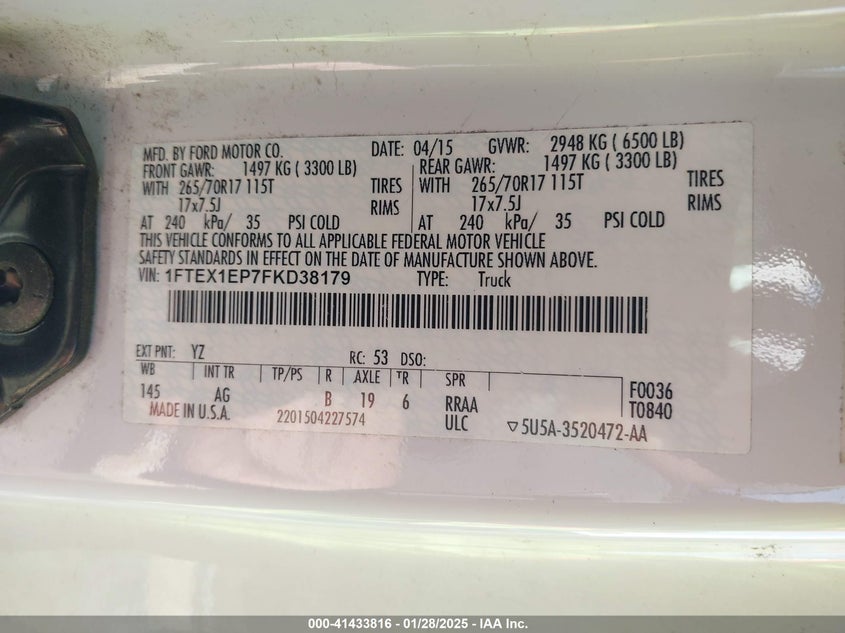 MFD. BY FORD MOTOR CO. DATE: 04/15 GVWR: 2948 KG ( 6500 LB)
FRONT GAWR: 1497 KG ( 3300 LB) REAR GAWR: 1497 KG ( 3300 LB)
WITH 265/70R17 115T TIRES WITH 265/70R17 115T TIRES
17x7.5J RIMS 17x7.5J RIMS
AT 240 kPa/ 35 PSI COLD AT 240 kPa/ 35 PSI COLD
THIS VEHICLE CONFORMS TO ALL APPLICABLE FEDERAL MOTOR VEHICLE
SAFETY STANDARDS IN EFFECT ON THE DATE OF MANUFACTURE SHOWN ABOVE.
VIN: 1FTEX1EP7FKD38179 TYPE: Truck
EXT PNT: YZ RC: 53 DSO:
WB INT TR TP/PS R AXLE TR SPR
145 AG B 19 6 RRAA F0036
MADE IN U.S.A. 2201504227574 ULC 5U5A-3520472-AA T0840
000-41433816 - 01/28/2025 - IAA Inc.